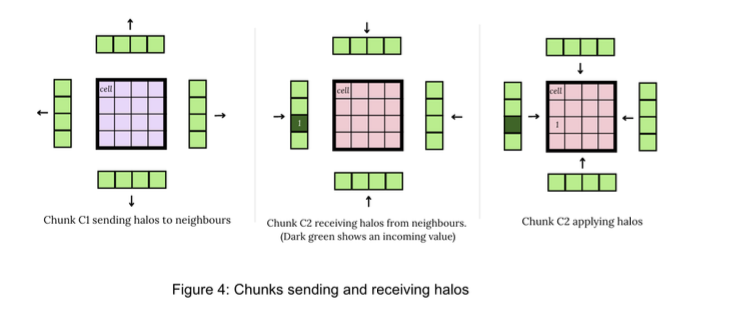 cell
cell
1
cell
1
Chunk C1 sending halos to neighbours
Chunk C2 receiving halos from neighbours.
(Dark green shows an incoming value)
Chunk C2 applying halos
Figure 4: Chunks sending and receiving halos